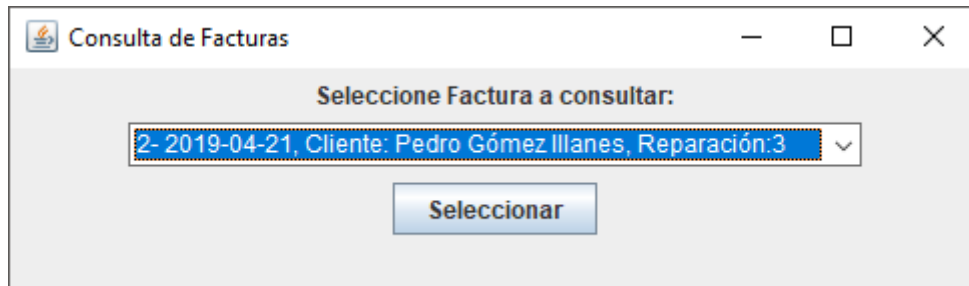 Consulta de Facturas
Seleccione Factura a consultar:
2- 2019-04-21, Cliente: Pedro Gómez Illanes, Reparación:3
Seleccionar